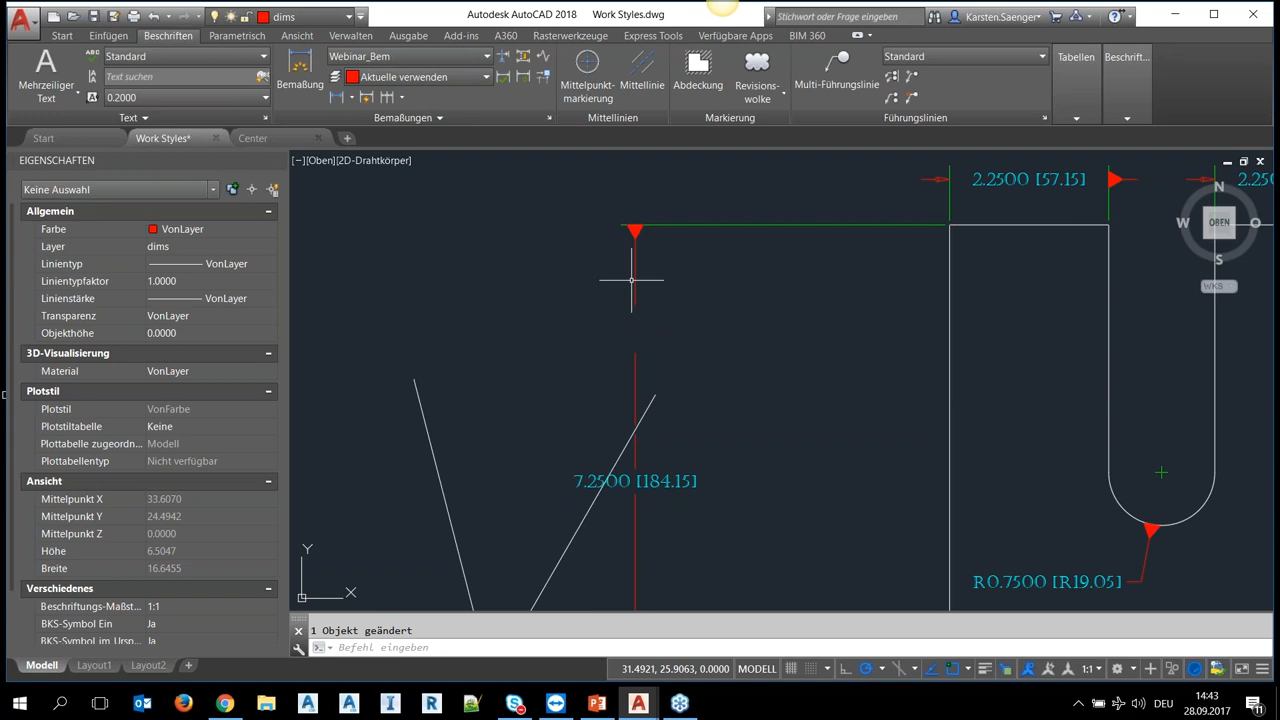 dims
Autodesk AutoCAD 2018 Work Styles.dwg
Stichwort oder Frage eingeben
Karsten.Saenger...
Start Einfügen Beschriften Parametrisch Ansicht Verwalten Ausgabe Add-ins A360 Rasterwerkzeuge Express Tools Verfügbare Apps BIM 360
Standard
Text suchen
0.2000
Mehrzeiliger
Text
Text
Bemaßung
Webinar_Bem
Aktuelle verwenden
Bemaßungen
Mittelpunkt-
markierung
Mittellinie
Mittellinien
Abdeckung
Revisions-
wolke
Markierung
Multi-Führungslinie
Standard
Führungslinien
Tabellen
Beschrift...
Start
Work Styles*
Center
EIGENSCHAFTEN
Keine Auswahl
Allgemein
Farbe VonLayer
Layer dims
Linientyp VonLayer
Linientypfaktor 1.0000
Linienstärke VonLayer
Transparenz VonLayer
Objekthöhe 0.0000
3D-Visualisierung
Material VonLayer
Plotstil
Plotstil VonFarbe
Plotstiltabelle Keine
Plottabelle zugeordn... Modell
Plottabellentyp Nicht verfügbar
Ansicht
Mittelpunkt X 33.6070
Mittelpunkt Y 24.4942
Mittelpunkt Z 0.0000
Höhe 6.5047
Breite 16.6455
Verschiedenes
Beschriftungs-Maßst... 1:1
BKS-Symbol Ein Ja
BKS-Symbol im Ursp... Ja
[−][Oben][2D-Drahtkörper]
2.2500 [57.15]
N
W OBEN O
S
WKS
7.2500 [184.15]
R0.7500 [R19.05]
Y
X
1 Objekt geändert
Befehl eingeben
Modell Layout1 Layout2 +
31.4921, 25.9063, 0.0000 MODELL
1:1
DEU
14:43
28.09.2017